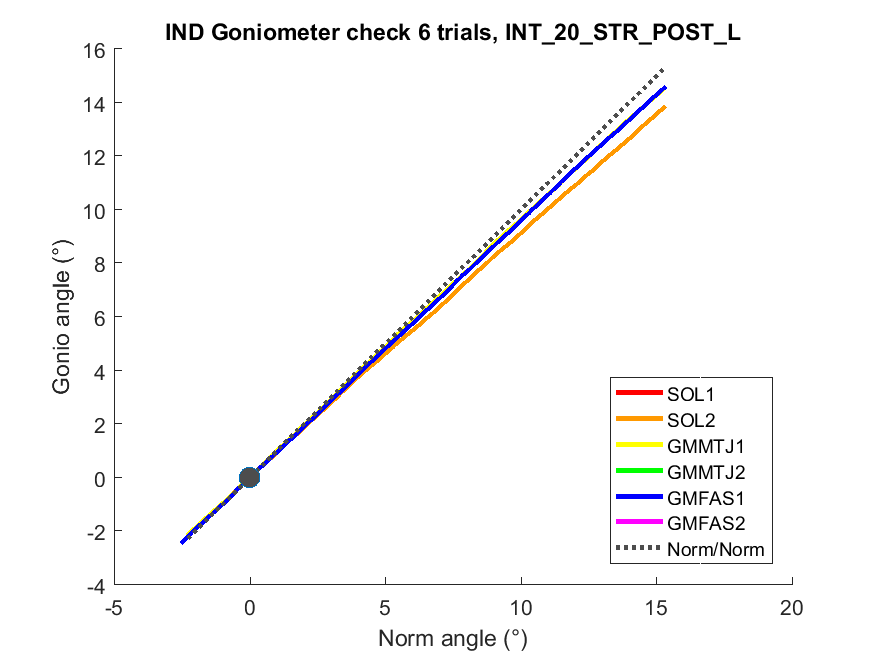 IND Goniometer check 6 trials, INT_20_STR_POST_L
16
14
12
10
8
6
4
2
0
-2
-4
Gonio angle (°)
-5
0
5
10
15
20
Norm angle (°)
SOL1
SOL2
GMMTJ1
GMMTJ2
GMFAS1
GMFAS2
Norm/Norm